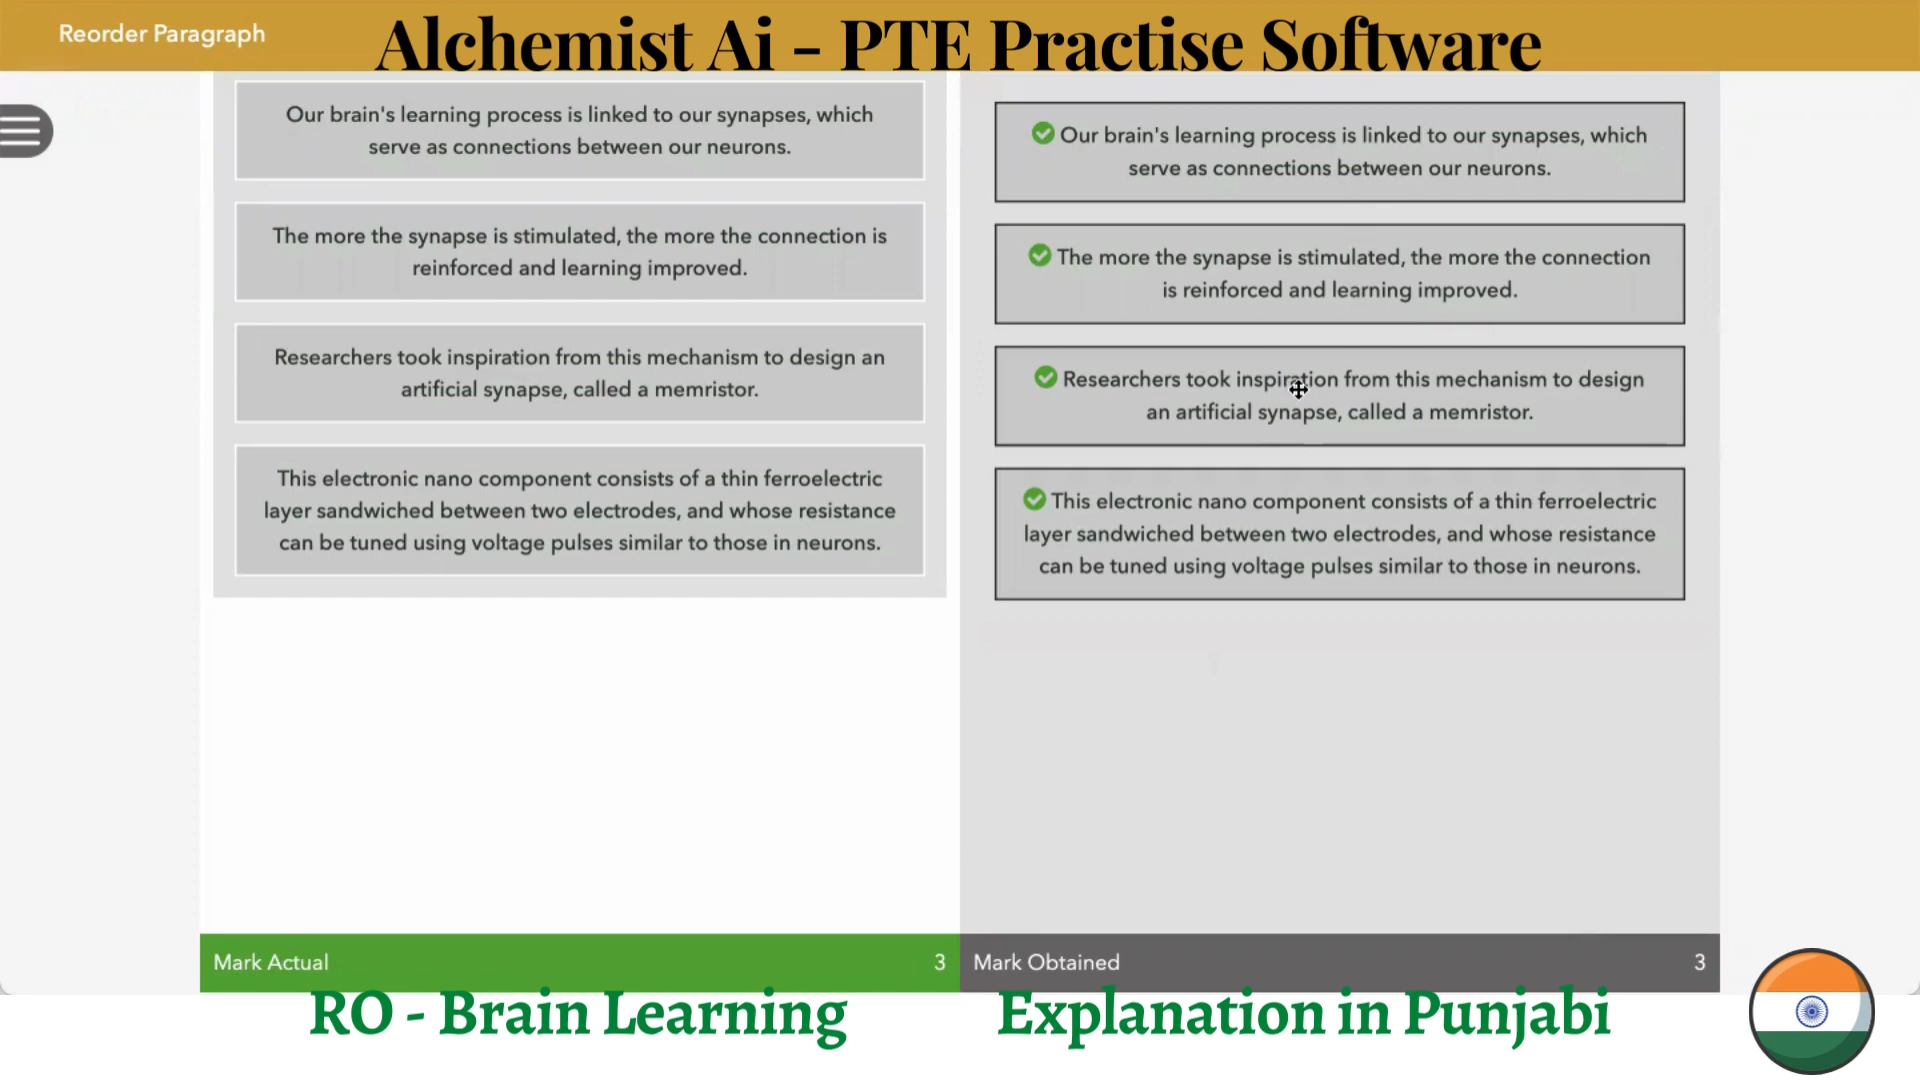 Reorder Paragraph
Alchemist Ai - PTE Practise Software
Our brain's learning process is linked to our synapses, which
serve as connections between our neurons.
The more the synapse is stimulated, the more the connection is
reinforced and learning improved.
Researchers took inspiration from this mechanism to design an
artificial synapse, called a memristor.
This electronic nano component consists of a thin ferroelectric
layer sandwiched between two electrodes, and whose resistance
can be tuned using voltage pulses similar to those in neurons.
Our brain's learning process is linked to our synapses, which
serve as connections between our neurons.
The more the synapse is stimulated, the more the connection
is reinforced and learning improved.
Researchers took inspiration from this mechanism to design
an artificial synapse, called a memristor.
This electronic nano component consists of a thin ferroelectric
layer sandwiched between two electrodes, and whose resistance
can be tuned using voltage pulses similar to those in neurons.
Mark Actual 3
Mark Obtained 3
RO - Brain Learning
Explanation in Punjabi